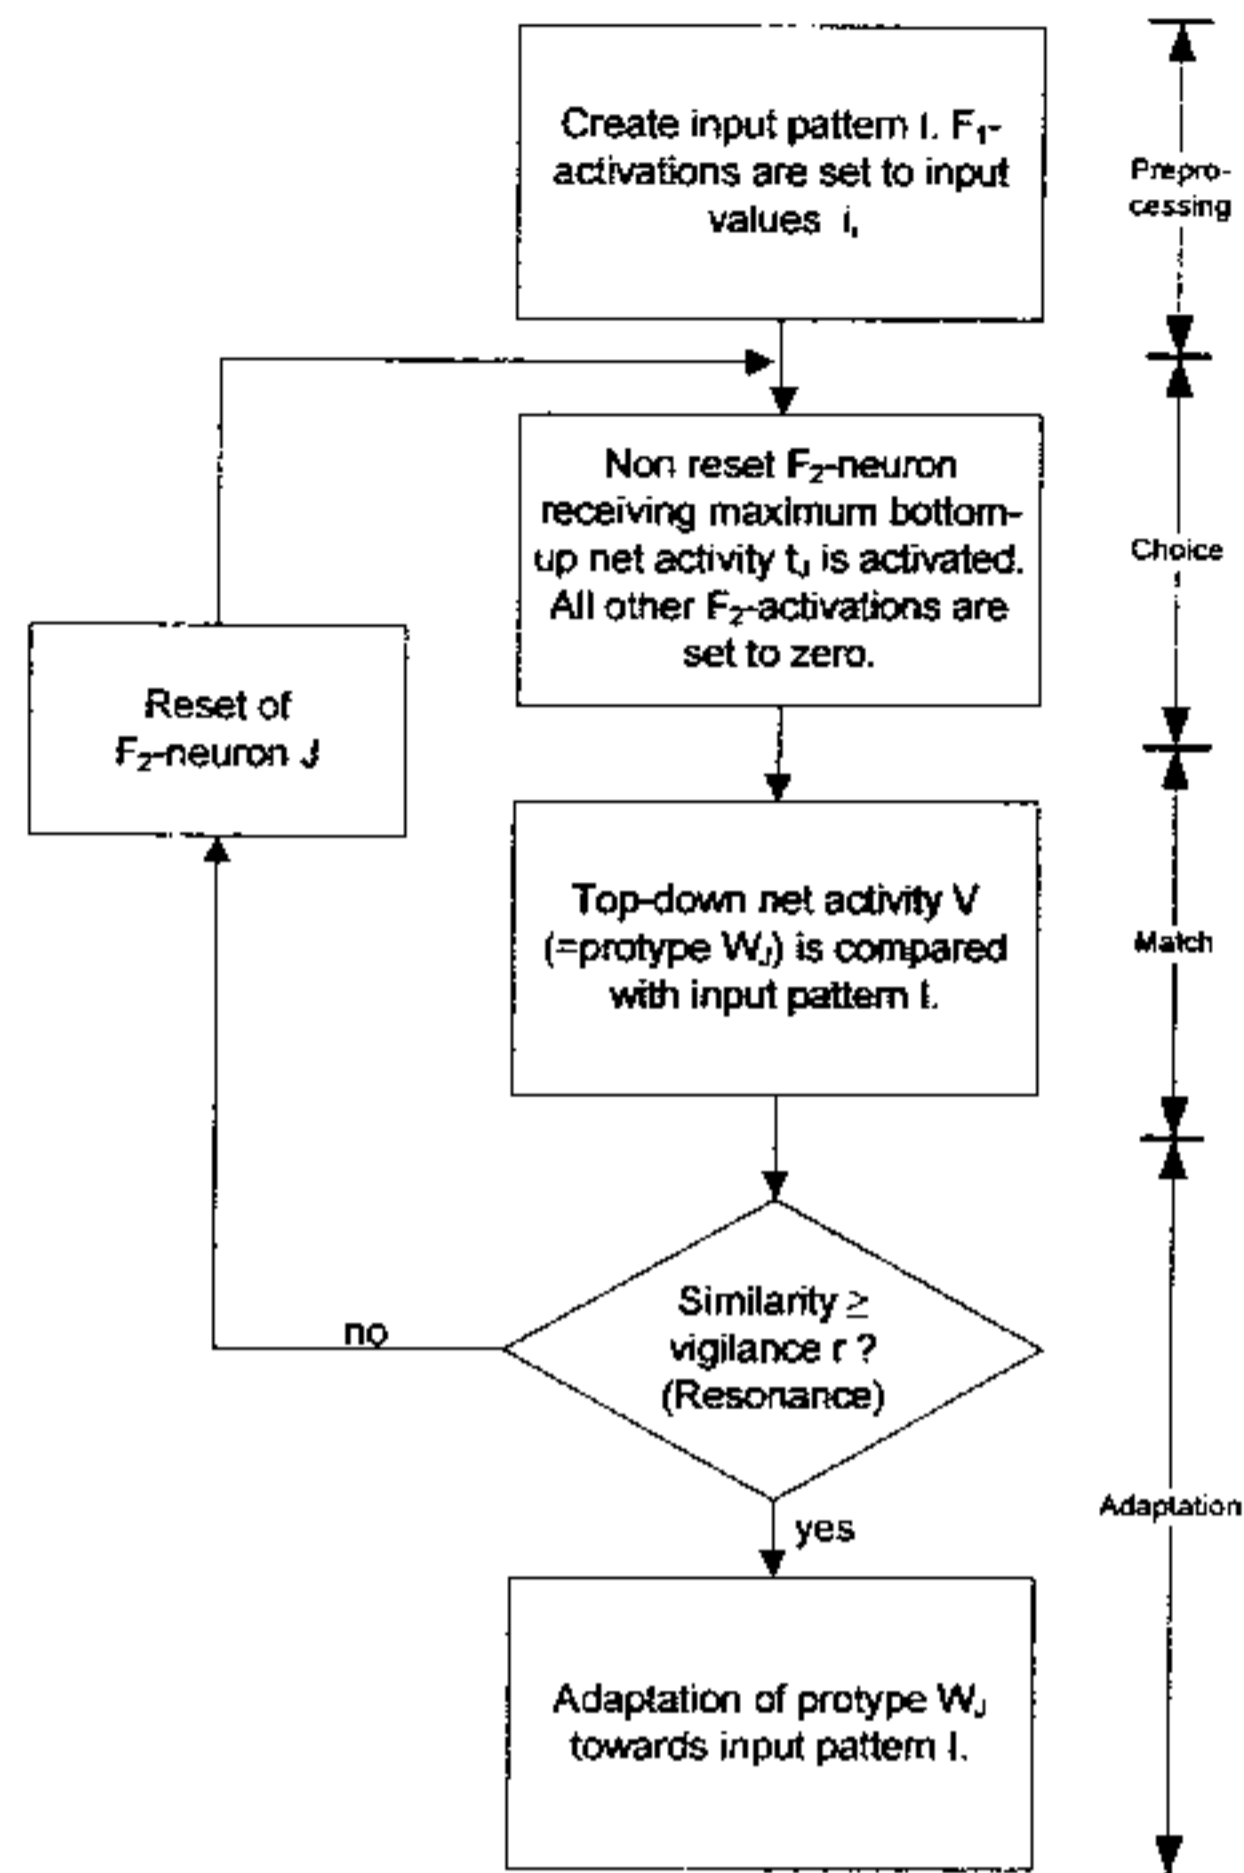 Create input pattern I. F₁-
activations are set to input
values iᵢ
Prepro-
cessing
Non reset F₂-neuron
receiving maximum bottom-
up net activity t_J is activated.
All other F₂-activations are
set to zero.
Choice
Reset of
F₂-neuron J
Top-down net activity V
(=protype W_J) is compared
with input pattern I.
Match
Similarity ≥
vigilance r ?
(Resonance)
no
yes
Adaptation
Adaptation of protype W_J
towards input pattern I.